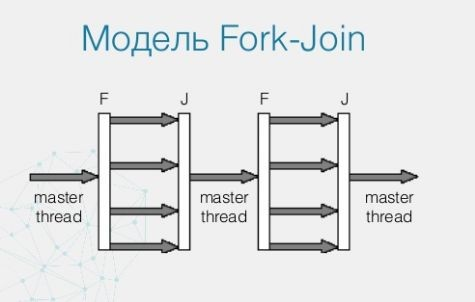 Модель Fork-Join
F J F J
master master master
thread thread thread